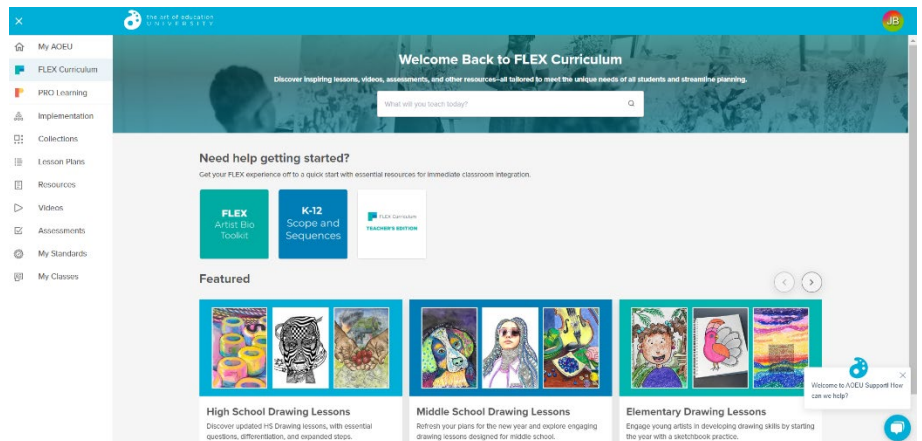 the art of education
UNIVERSITY
JB
My AOEU
FLEX Curriculum
PRO Learning
Implementation
Collections
Lesson Plans
Resources
Videos
Assessments
My Standards
My Classes
Welcome Back to FLEX Curriculum
Discover inspiring lessons, videos, assessments, and other resources–all tailored to meet the unique needs of all students and streamline planning.
What will you teach today?
Need help getting started?
Get your FLEX experience off to a quick start with essential resources for immediate classroom integration.
FLEX
Artist Bio
Toolkit
K-12
Scope and
Sequences
FLEX Curriculum
TEACHER'S EDITION
Featured
High School Drawing Lessons
Discover updated HS Drawing lessons, with essential
questions, differentiation, and expanded steps.
Middle School Drawing Lessons
Refresh your plans for the new year and explore engaging
drawing lessons designed for middle school.
Elementary Drawing Lessons
Engage young artists in developing drawing skills by starting
the year with a sketchbook practice.
Welcome to AOEU Support! How
can we help?